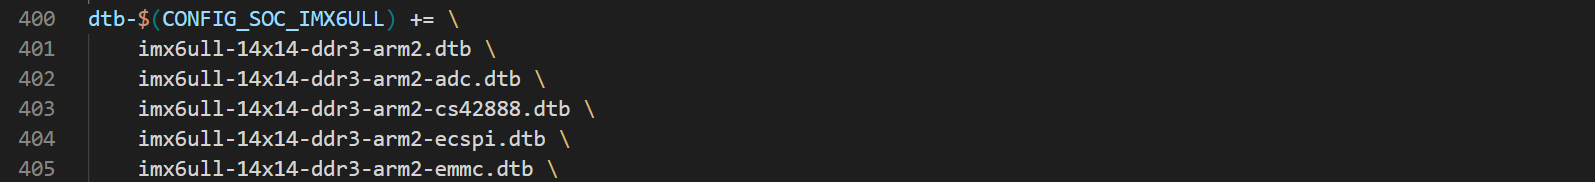 400 dtb-$(CONFIG_SOC_IMX6ULL) += \
401 imx6ull-14x14-ddr3-arm2.dtb \
402 imx6ull-14x14-ddr3-arm2-adc.dtb \
403 imx6ull-14x14-ddr3-arm2-cs42888.dtb \
404 imx6ull-14x14-ddr3-arm2-ecspi.dtb \
405 imx6ull-14x14-ddr3-arm2-emmc.dtb \